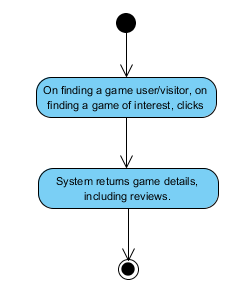 On finding a game user/visitor, on
finding a game of interest, clicks
System returns game details,
including reviews.